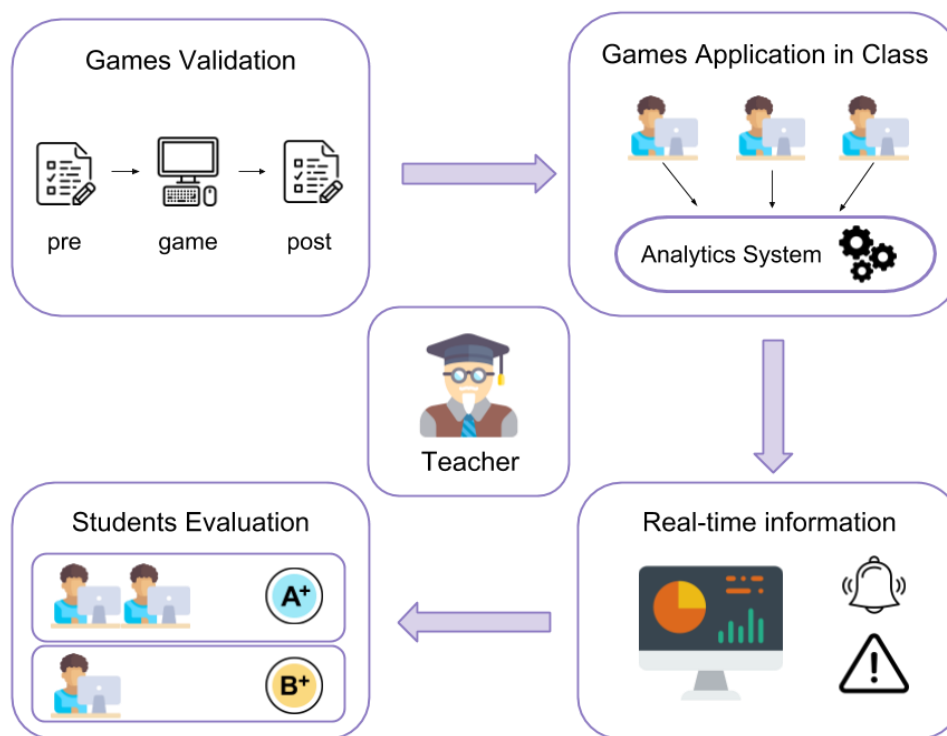 Games Validation
pre
game
post
Games Application in Class
Analytics System
Teacher
Students Evaluation
A+
B+
Real-time information